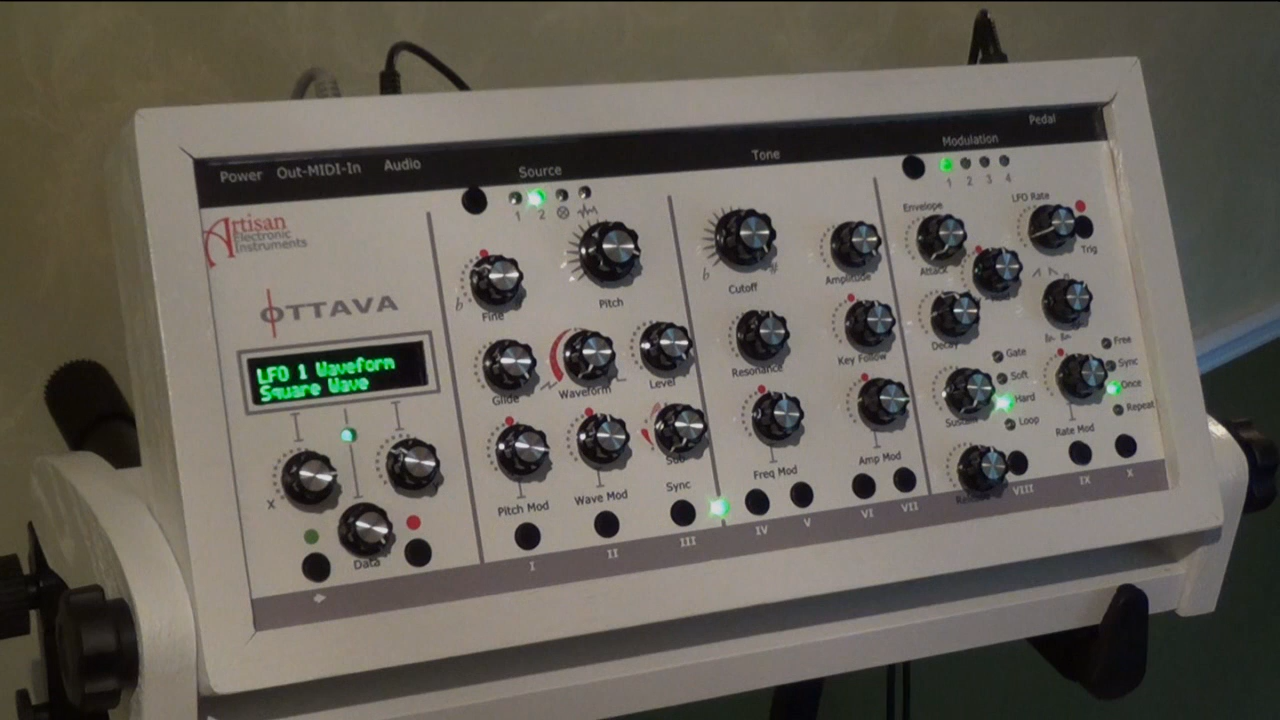 Power Out-MIDI-In Audio
Source
Tone
Modulation
Pedal
1 2
1 2 3 4
Artisan
Electronic
Instruments
OTTAVA
LFO 1 Waveform
Square Wave
X
Data
b
Fine
Pitch
Glide
Waveform
Level
Pitch Mod
Wave Mod
Sub
Sync
b
Cutoff
#
Amplitude
Resonance
Key Follow
Freq Mod
Amp Mod
Envelope
Attack
Decay
Sustain
Gate
Soft
Hard
Loop
LFO Rate
Trig
Free
Sync
Once
Repeat
Rate Mod
I II III IV V VI VII VIII IX X